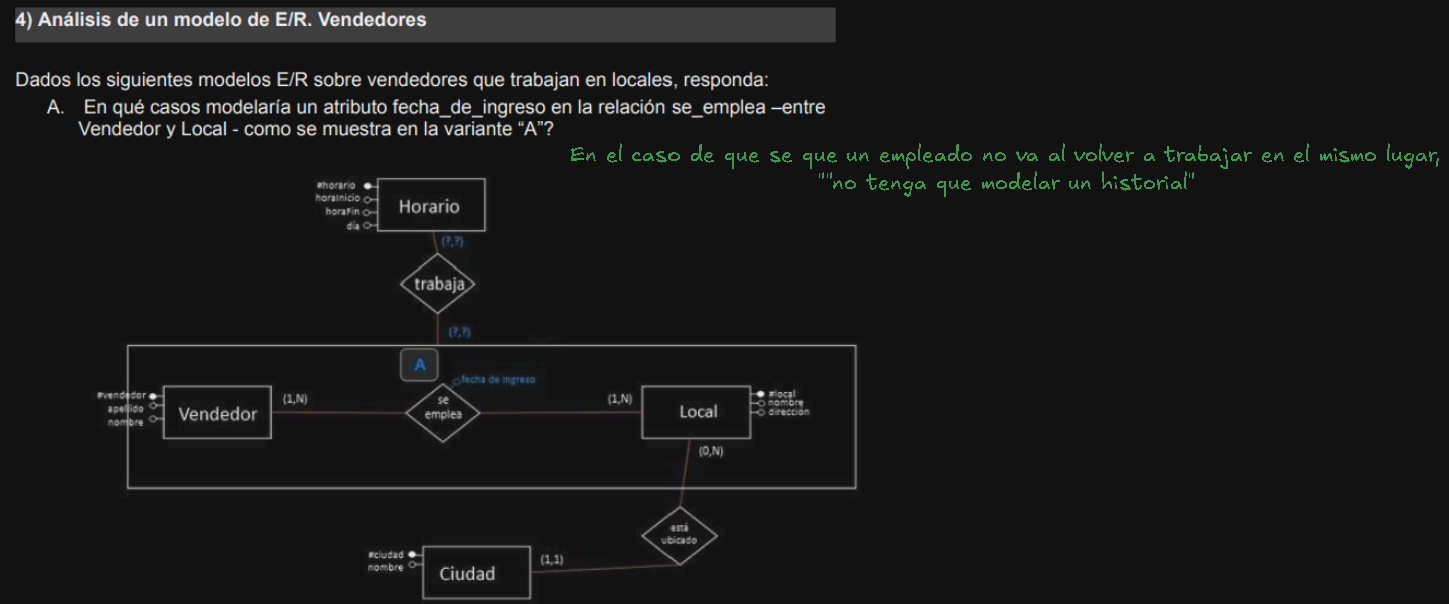 4) Análisis de un modelo de E/R. Vendedores
Dados los siguientes modelos E/R sobre vendedores que trabajan en locales, responda:
A. En qué casos modelaría un atributo fecha_de_ingreso en la relación se_emplea –entre
Vendedor y Local - como se muestra en la variante “A”?
En el caso de que se que un empleado no va al volver a trabajar en el mismo lugar,
""no tenga que modelar un historial"
#horario
horaInicio
horaFin
día
Horario
(?,?)
trabaja
(?,?)
A
fecha de ingreso
#vendedor
apellido
nombre
Vendedor
(1,N)
se
emplea
(1,N)
Local
#local
nombre
dirección
(0,N)
está
ubicado
#ciudad
nombre
Ciudad
(1,1)